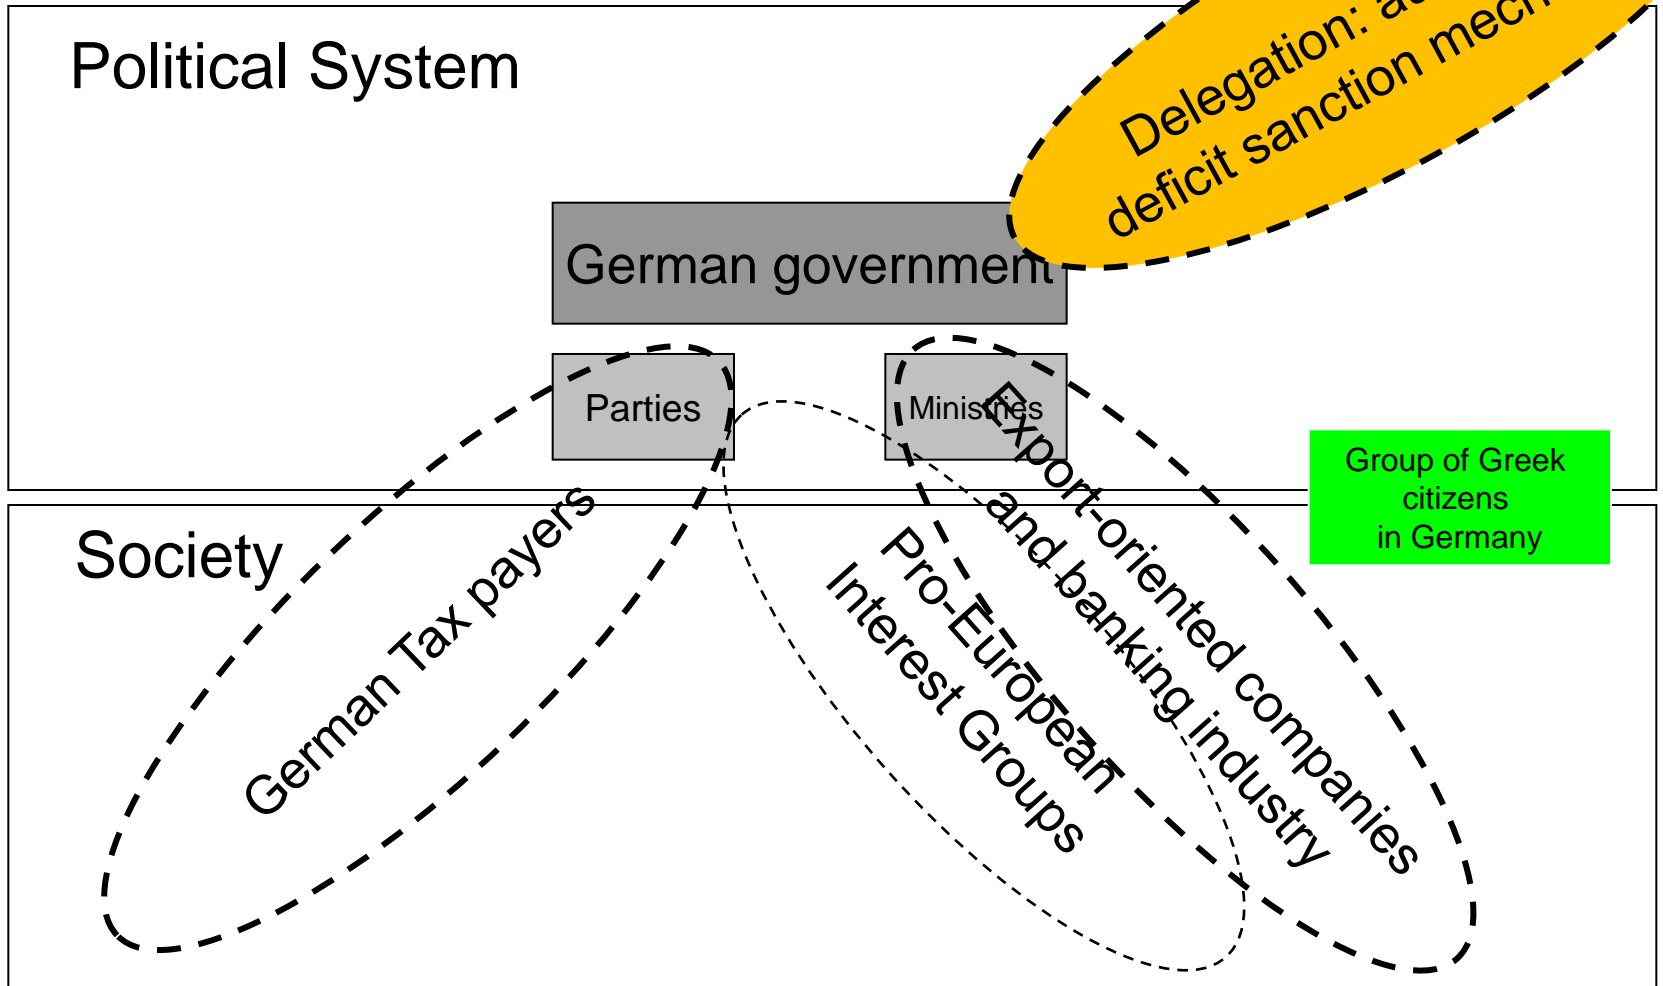 Political System
Delegation:
deficit sanction
German government
Parties
Ministries
Export-oriented companies
and banking industry
Group of Greek
citizens
in Germany
Society
German Tax payers
Pro-European
Interest Groups